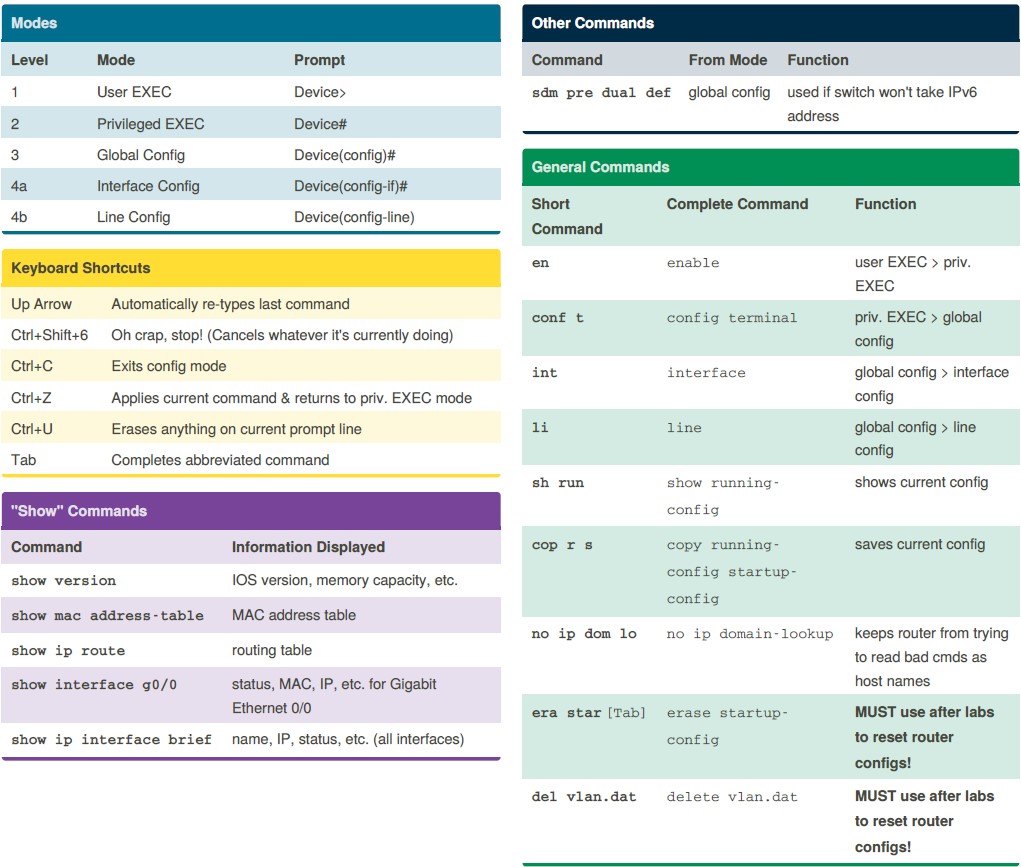 Modes
Level Mode Prompt
1 User EXEC Device>
2 Privileged EXEC Device#
3 Global Config Device(config)#
4a Interface Config Device(config-if)#
4b Line Config Device(config-line)
Keyboard Shortcuts
Up Arrow Automatically re-types last command
Ctrl+Shift+6 Oh crap, stop! (Cancels whatever it's currently doing)
Ctrl+C Exits config mode
Ctrl+Z Applies current command & returns to priv. EXEC mode
Ctrl+U Erases anything on current prompt line
Tab Completes abbreviated command
"Show" Commands
Command Information Displayed
show version IOS version, memory capacity, etc.
show mac address-table MAC address table
show ip route routing table
show interface g0/0 status, MAC, IP, etc. for Gigabit
Ethernet 0/0
show ip interface brief name, IP, status, etc. (all interfaces)
Other Commands
Command From Mode Function
sdm pre dual def global config used if switch won't take IPv6
address
General Commands
Short Complete Command Function
Command
en enable user EXEC > priv.
EXEC
conf t config terminal priv. EXEC > global
config
int interface global config > interface
config
li line global config > line
config
sh run show running- shows current config
config
cop r s copy running- saves current config
config startup-
config
no ip dom lo no ip domain-lookup keeps router from trying
to read bad cmds as
host names
era star [Tab] erase startup- MUST use after labs
config to reset router
configs!
del vlan.dat delete vlan.dat MUST use after labs
to reset router
configs!